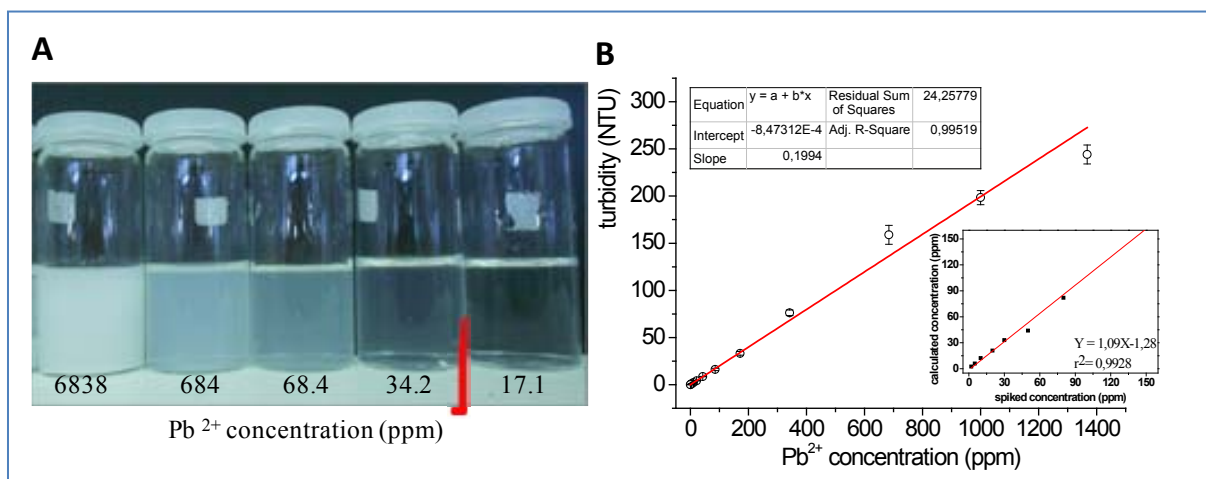 A
6838 684 68.4 34.2 17.1
Pb 2+ concentration (ppm)
B
turbidity (NTU)
300
250
200
150
100
50
0
0 200 400 600 800 1000 1200 1400
Pb2+ concentration (ppm)
Equation y = a + b*x Residual Sum of Squares 24,25779
Intercept -8,47312E-4 Adj. R-Square 0,99519
Slope 0,1994
calculated concentration (ppm)
150
120
90
60
30
0
0 30 60 90 120 150
spiked concentration (ppm)
Y = 1,09X-1,28
r2= 0,9928